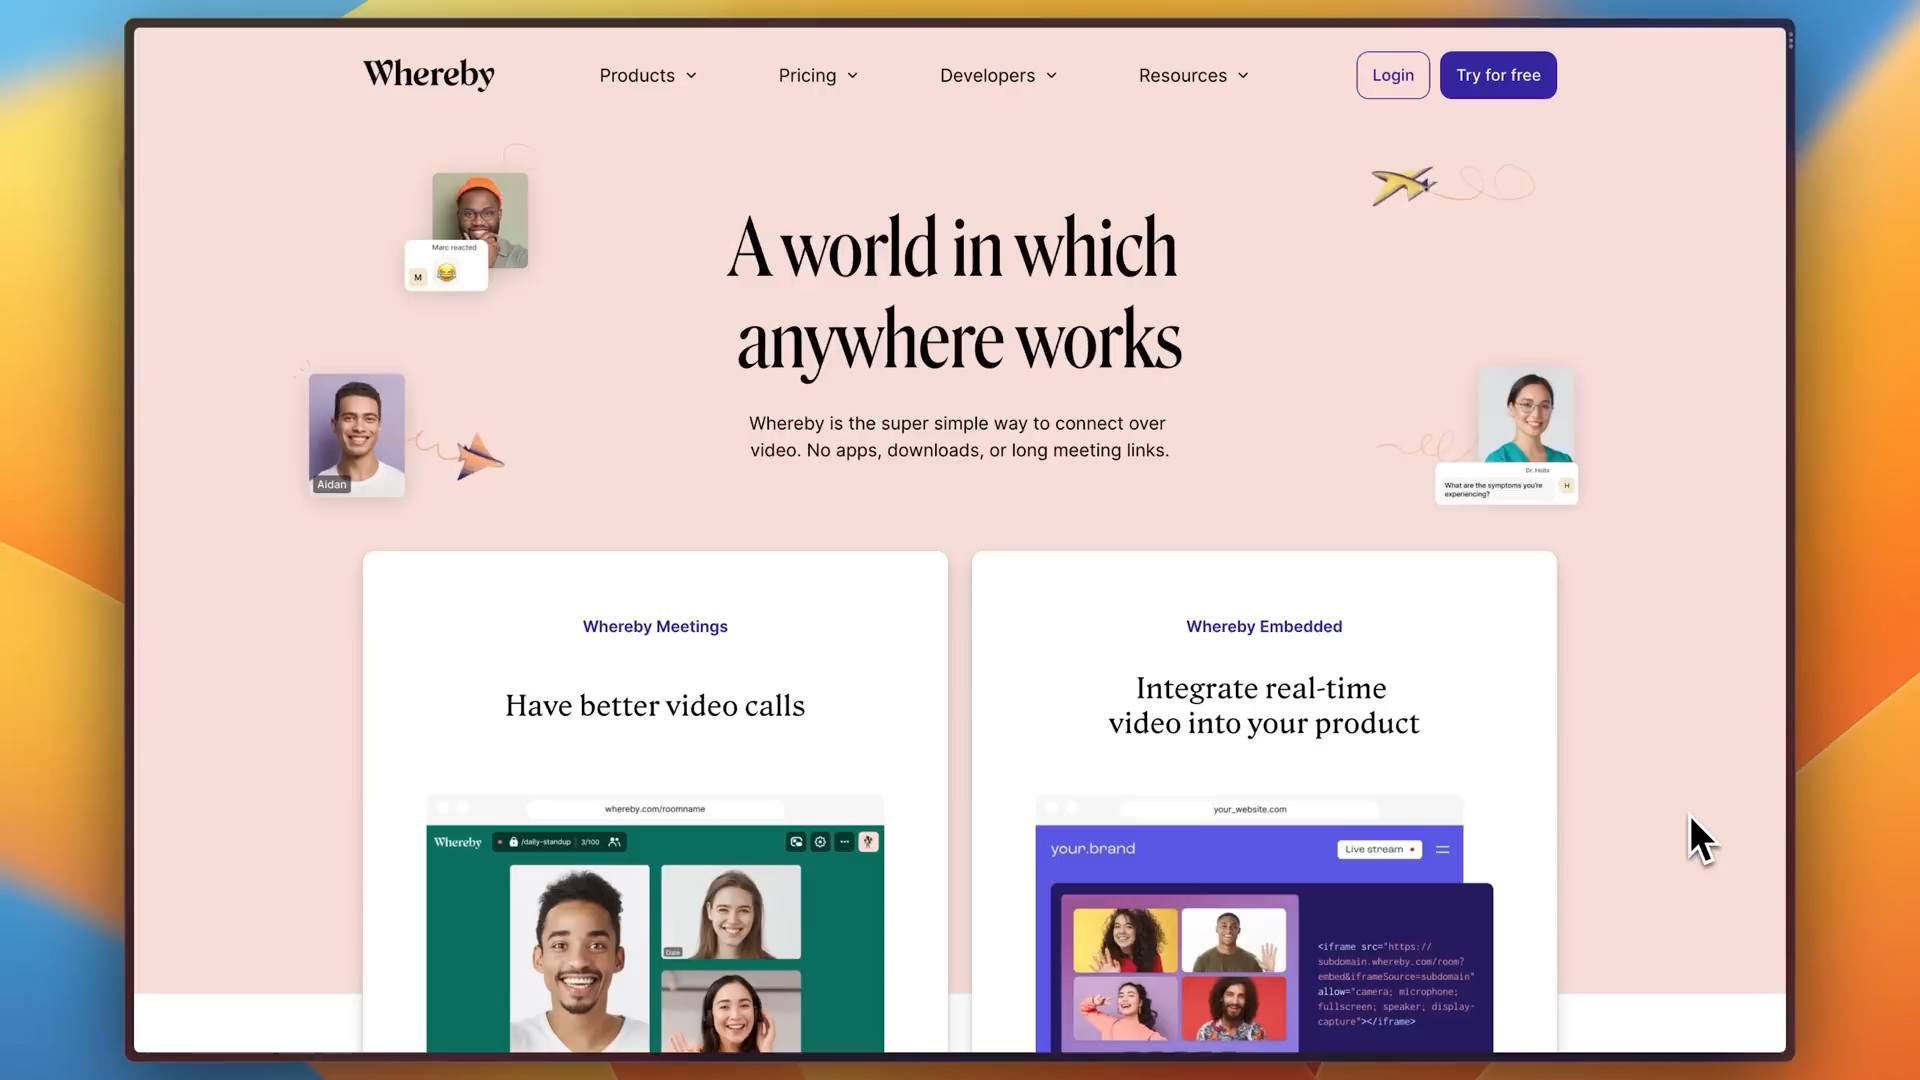 Whereby
Products
Pricing
Developers
Resources
Login
Try for free
Marc reacted
M
A world in which
anywhere works
Whereby is the super simple way to connect over
video. No apps, downloads, or long meeting links.
Aidan
Dr. Holts
What are the symptoms you're
experiencing?
H
Whereby Meetings
Have better video calls
whereby.com/roomname
Whereby
/daily-standup
3/100
Whereby Embedded
Integrate real-time
video into your product
your_website.com
your.brand
Live stream
<iframe src="https://
subdomain.whereby.com/room?
embed&iframeSource=subdomain"
allow="camera; microphone;
fullscreen; speaker; display-
capture"></iframe>